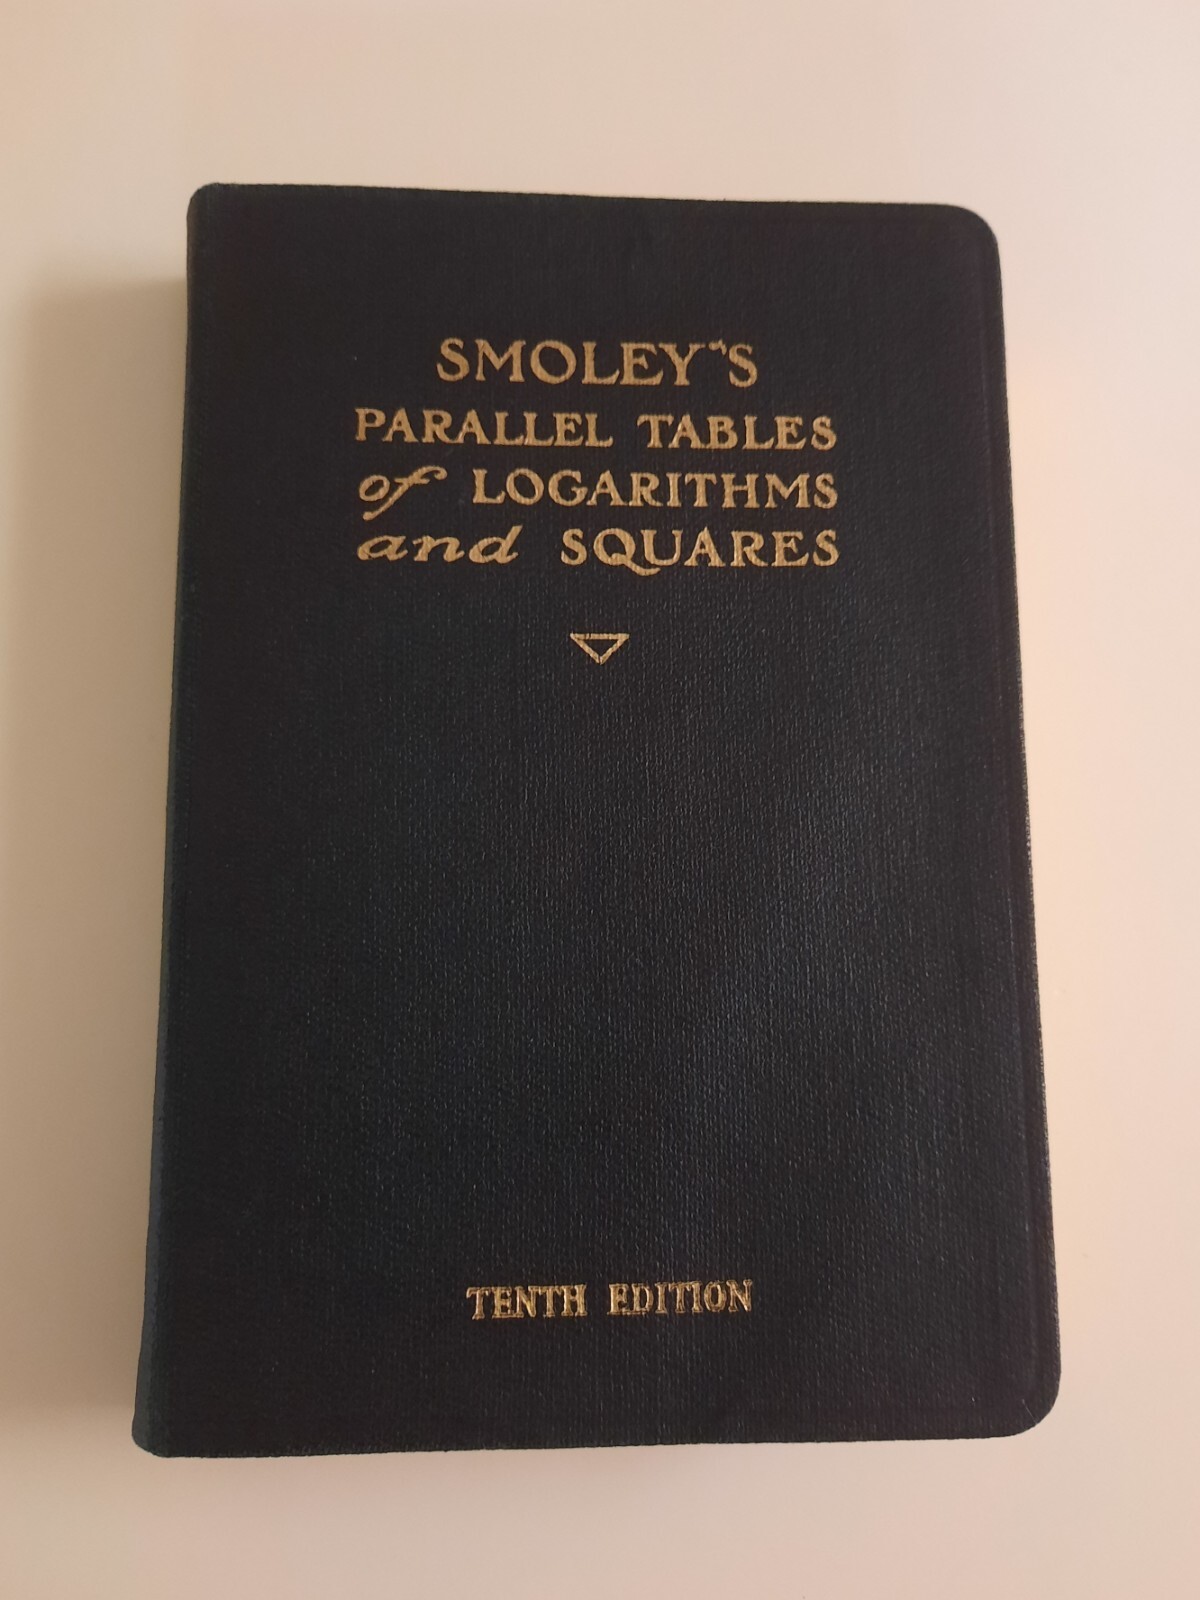 SMOLEY'S
PARALLEL TABLES
of LOGARITHMS
and SQUARES
TENTH EDITION